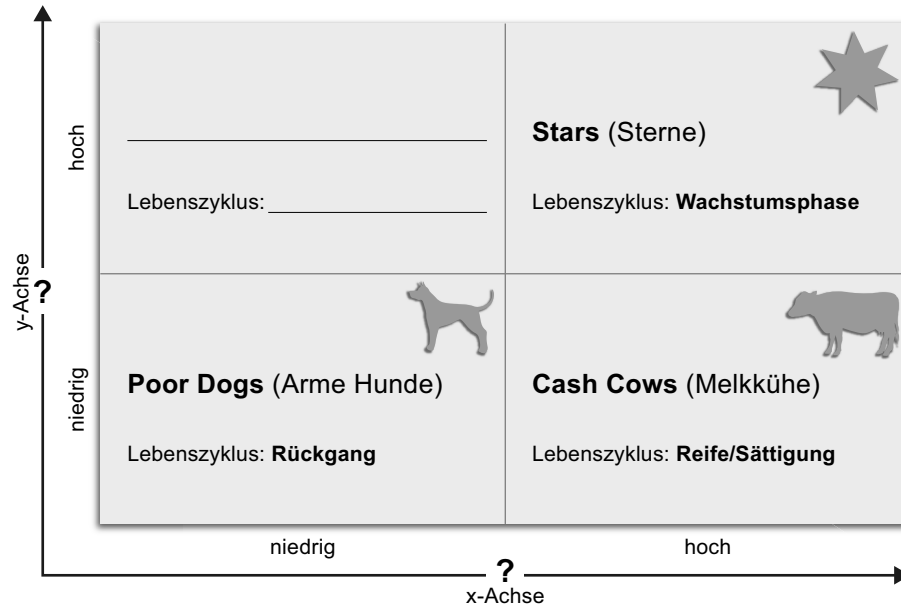 hoch
Stars (Sterne)
Lebenszyklus:
Lebenszyklus: Wachstumsphase
y-Achse
?
niedrig
Poor Dogs (Arme Hunde)
Cash Cows (Melkkühe)
Lebenszyklus: Rückgang
Lebenszyklus: Reife/Sättigung
niedrig
hoch
?
x-Achse